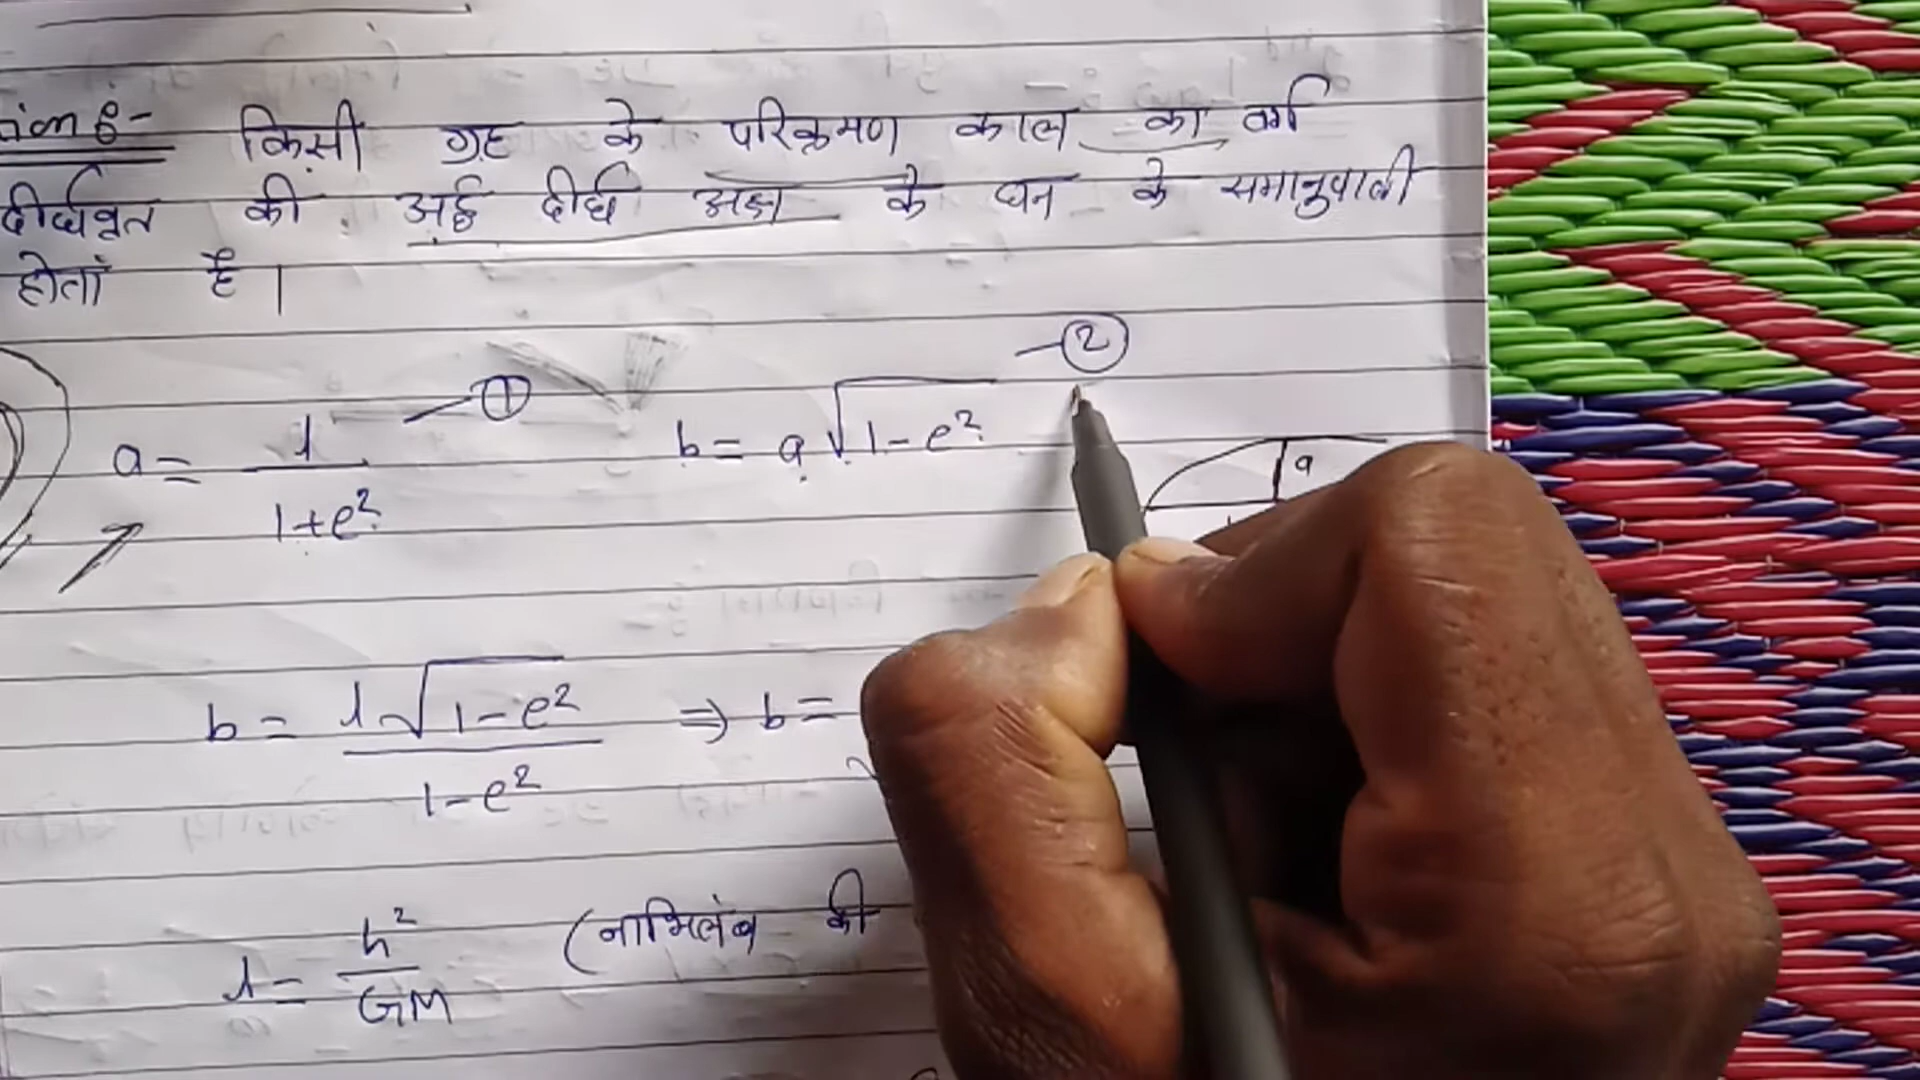 किसी ग्रह के परिक्रमण काल का वर्ग
दीर्घवृत की अर्द्ध दीर्घ अक्ष के घन के समानुपाती
होता है।
a = l / 1+e² —①
b = a√1-e² —②
a
b = l√1-e² / 1-e² ⇒ b =
l = h² / GM (नाभिलंब की